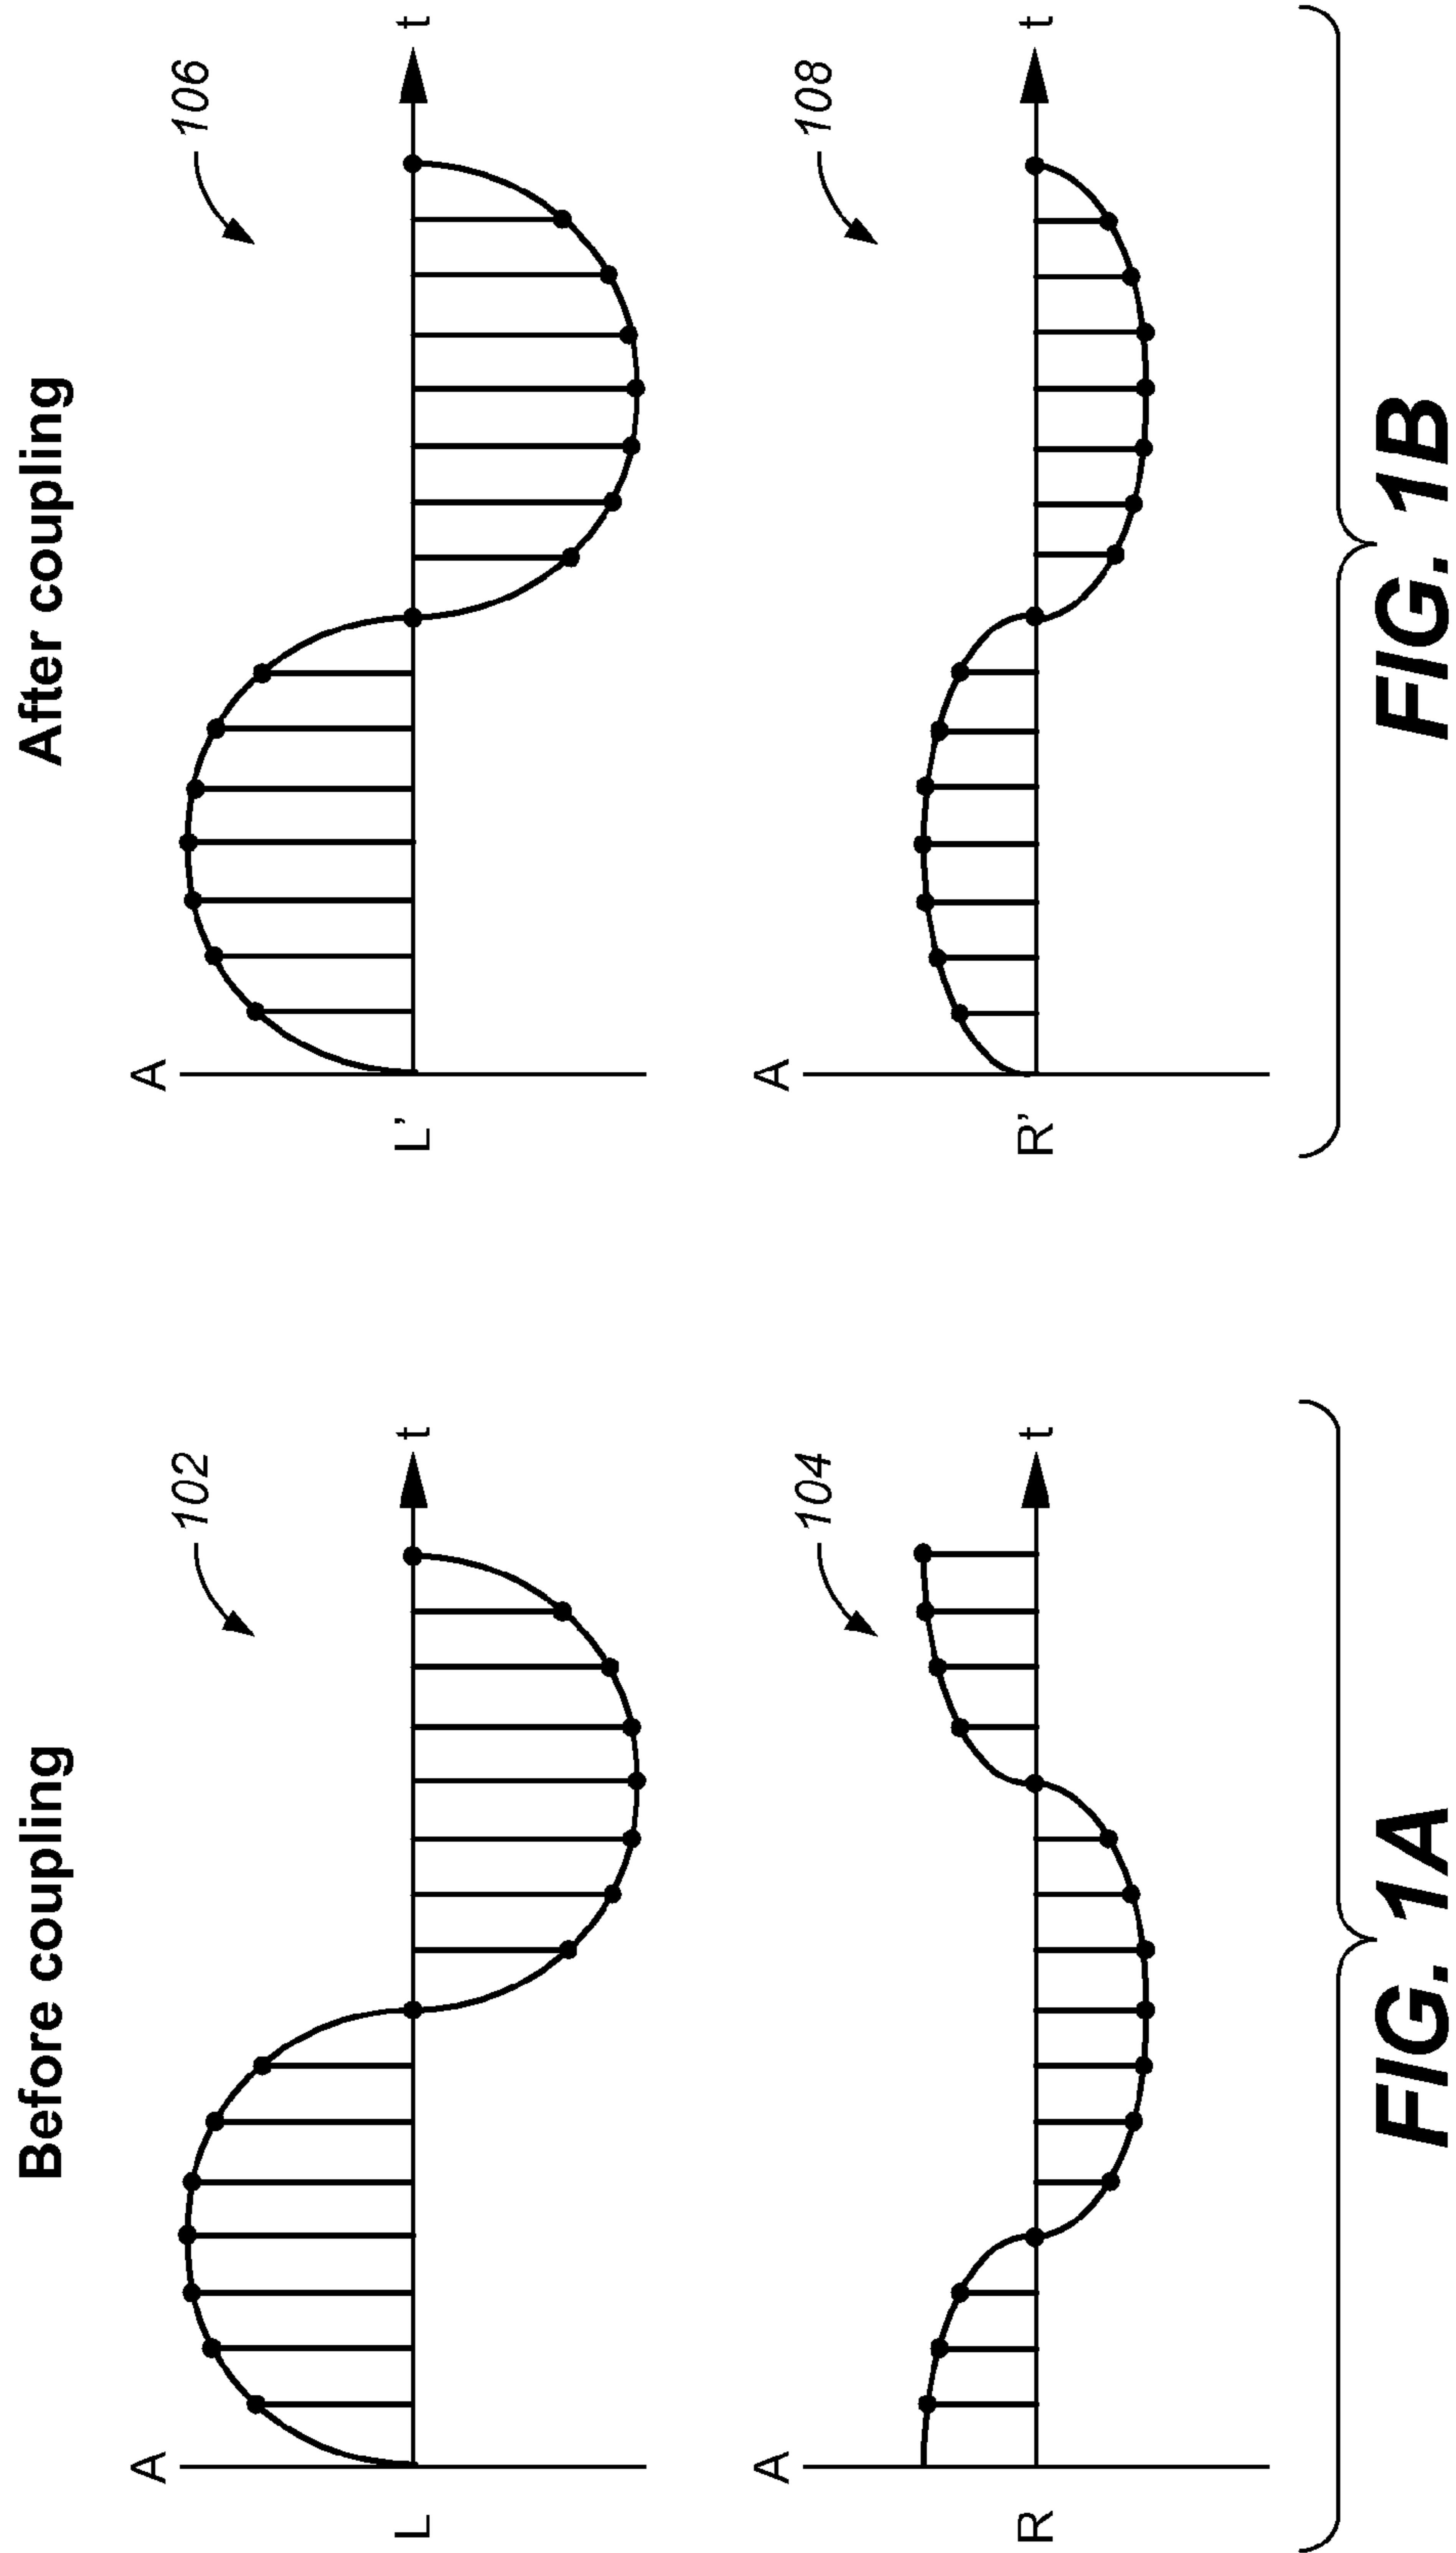 Before coupling
102
A
L
t
104
A
R
t
FIG. 1A
After coupling
106
A
L'
t
108
A
R'
t
FIG. 1B